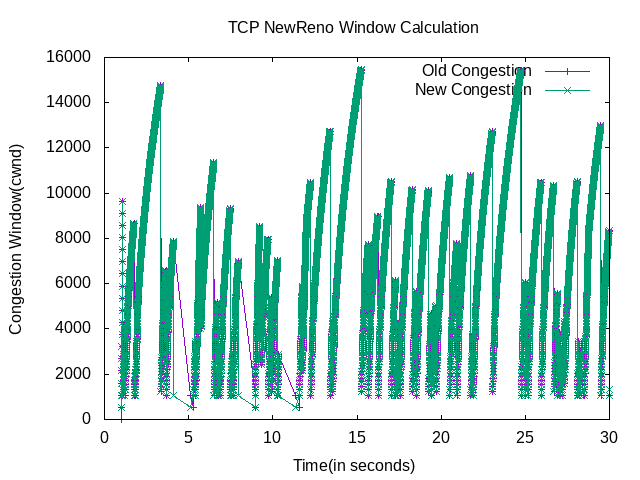 TCP NewReno Window Calculation
Old Congestion
New Congestion
Congestion Window(cwnd)
16000
14000
12000
10000
8000
6000
4000
2000
0
0 5 10 15 20 25 30
Time(in seconds)